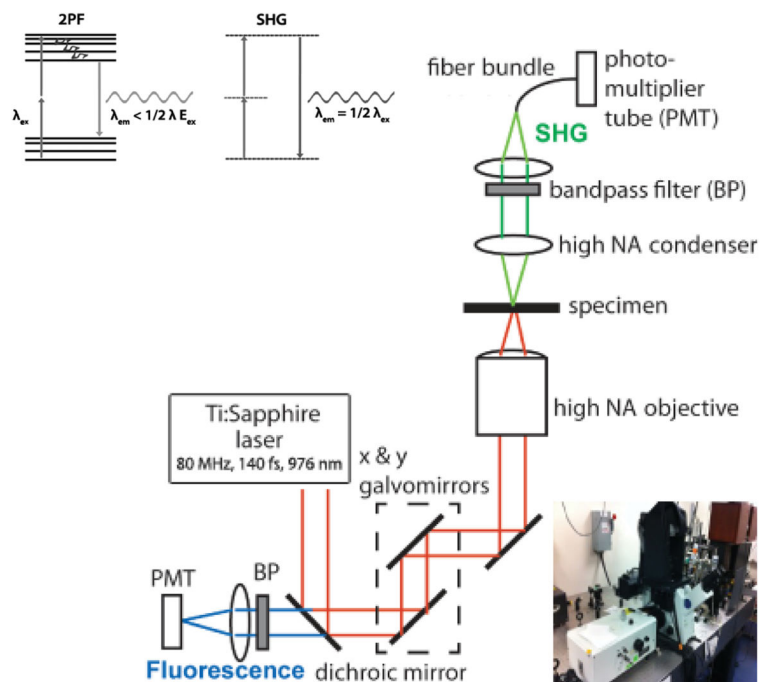 2PF
SHG
λex
λem < 1/2 λ Eex
λem = 1/2 λex
fiber bundle
photo-
multiplier
tube (PMT)
SHG
bandpass filter (BP)
high NA condenser
specimen
high NA objective
Ti:Sapphire
laser
80 MHz, 140 fs, 976 nm
x & y
galvomirrors
PMT
BP
Fluorescence
dichroic mirror